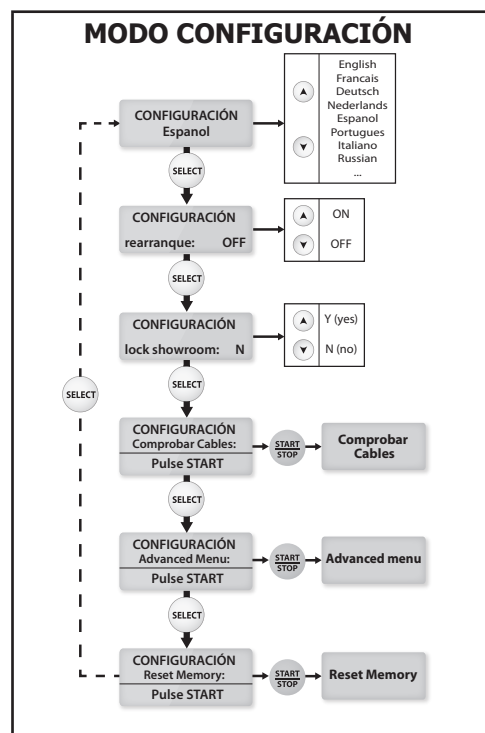 MODO CONFIGURACIÓN
CONFIGURACIÓN
Espanol
English
Francais
Deutsch
Nederlands
Espanol
Portugues
Italiano
Russian
...
SELECT
CONFIGURACIÓN
rearranque: OFF
ON
OFF
SELECT
CONFIGURACIÓN
lock showroom: N
Y (yes)
N (no)
SELECT
SELECT
CONFIGURACIÓN
Comprobar Cables:
Pulse START
START
STOP
Comprobar
Cables
SELECT
CONFIGURACIÓN
Advanced Menu:
Pulse START
START
STOP
Advanced menu
SELECT
CONFIGURACIÓN
Reset Memory:
Pulse START
START
STOP
Reset Memory